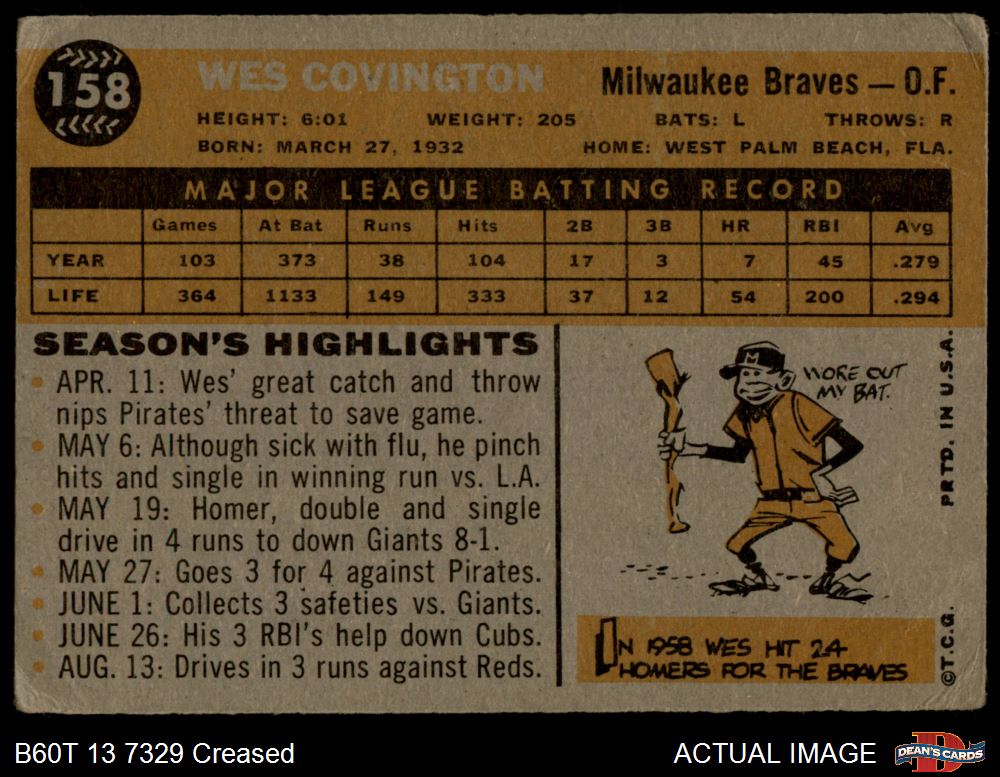 158
WES COVINGTON
Milwaukee Braves — O.F.
HEIGHT: 6:01 WEIGHT: 205 BATS: L THROWS: R
BORN: MARCH 27, 1932 HOME: WEST PALM BEACH, FLA.
MAJOR LEAGUE BATTING RECORD
Games At Bat Runs Hits 2B 3B HR RBI Avg
YEAR 103 373 38 104 17 3 7 45 .279
LIFE 364 1133 149 333 37 12 54 200 .294
SEASON'S HIGHLIGHTS
• APR. 11: Wes' great catch and throw
nips Pirates' threat to save game.
• MAY 6: Although sick with flu, he pinch
hits and single in winning run vs. L.A.
• MAY 19: Homer, double and single
drive in 4 runs to down Giants 8-1.
• MAY 27: Goes 3 for 4 against Pirates.
• JUNE 1: Collects 3 safeties vs. Giants.
• JUNE 26: His 3 RBI's help down Cubs.
• AUG. 13: Drives in 3 runs against Reds.
M
WORE OUT
MY BAT.
IN 1958 WES HIT 24
HOMERS FOR THE BRAVES
©T.C.G. PRTD. IN U.S.A.
B60T 13 7329 Creased
ACTUAL IMAGE
D
DEAN'S CARDS